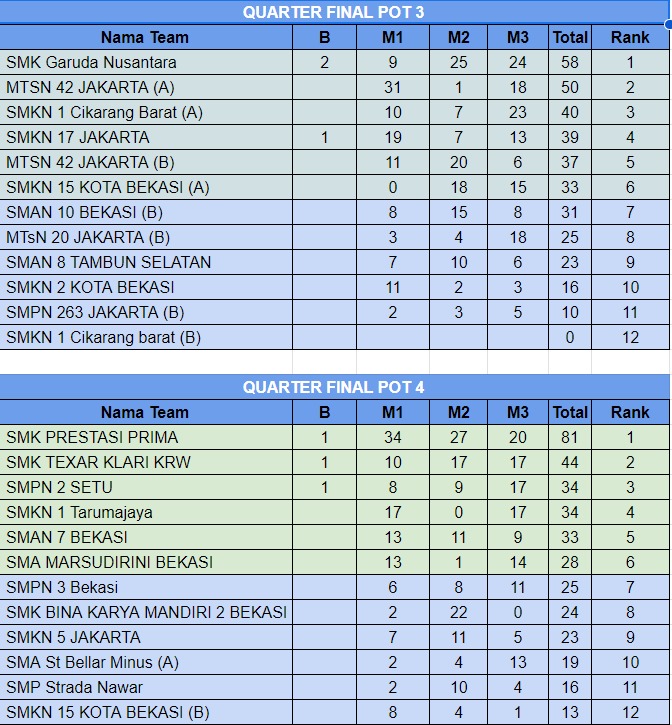 QUARTER FINAL POT 3
Nama Team B M1 M2 M3 Total Rank
SMK Garuda Nusantara 2 9 25 24 58 1
MTSN 42 JAKARTA (A) 31 1 18 50 2
SMKN 1 Cikarang Barat (A) 10 7 23 40 3
SMKN 17 JAKARTA 1 19 7 13 39 4
MTSN 42 JAKARTA (B) 11 20 6 37 5
SMKN 15 KOTA BEKASI (A) 0 18 15 33 6
SMAN 10 BEKASI (B) 8 15 8 31 7
MTsN 20 JAKARTA (B) 3 4 18 25 8
SMAN 8 TAMBUN SELATAN 7 10 6 23 9
SMKN 2 KOTA BEKASI 11 2 3 16 10
SMPN 263 JAKARTA (B) 2 3 5 10 11
SMKN 1 Cikarang barat (B) 0 12
QUARTER FINAL POT 4
Nama Team B M1 M2 M3 Total Rank
SMK PRESTASI PRIMA 1 34 27 20 81 1
SMK TEXAR KLARI KRW 1 10 17 17 44 2
SMPN 2 SETU 1 8 9 17 34 3
SMKN 1 Tarumajaya 17 0 17 34 4
SMAN 7 BEKASI 13 11 9 33 5
SMA MARSUDIRINI BEKASI 13 1 14 28 6
SMPN 3 Bekasi 6 8 11 25 7
SMK BINA KARYA MANDIRI 2 BEKASI 2 22 0 24 8
SMKN 5 JAKARTA 7 11 5 23 9
SMA St Bellar Minus (A) 2 4 13 19 10
SMP Strada Nawar 2 10 4 16 11
SMKN 15 KOTA BEKASI (B) 8 4 1 13 12